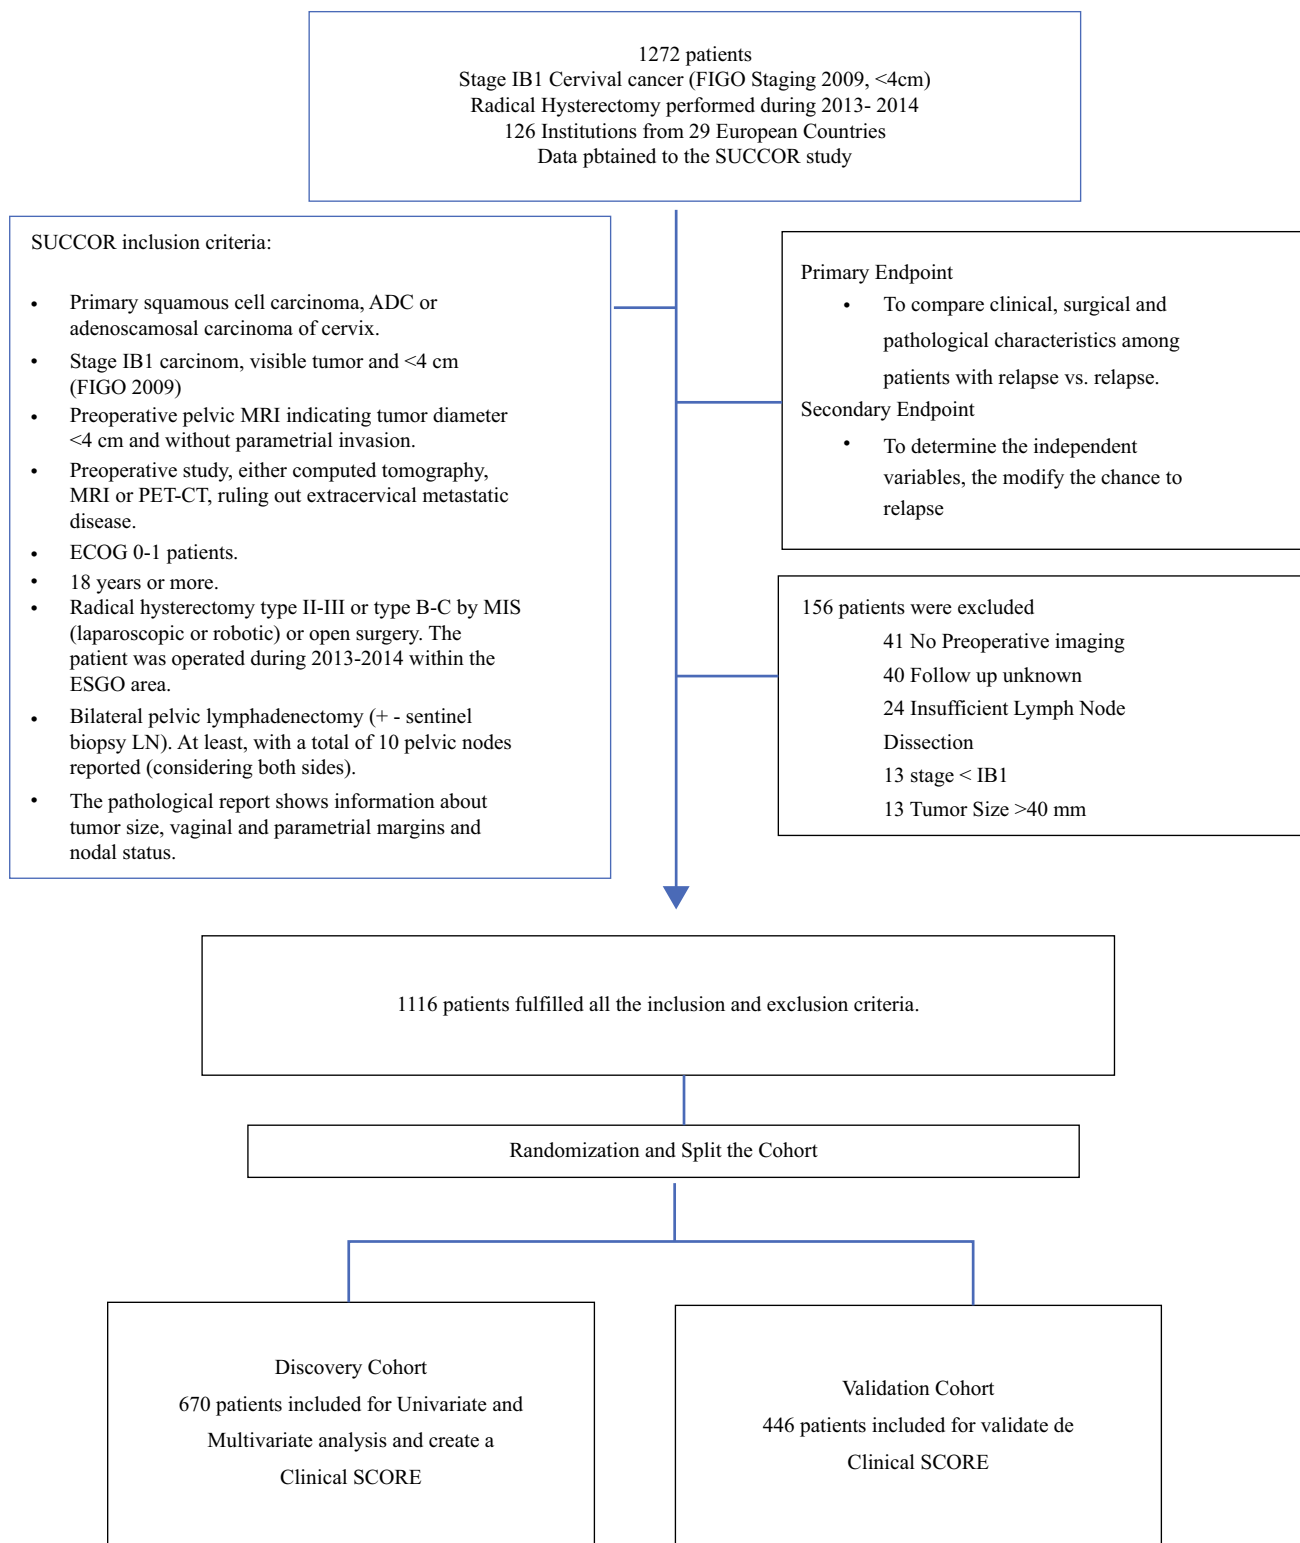 1272 patients
Stage IB1 Cervival cancer (FIGO Staging 2009, <4cm)
Radical Hysterectomy performed during 2013- 2014
126 Institutions from 29 European Countries
Data pbtained to the SUCCOR study
SUCCOR inclusion criteria:
• Primary squamous cell carcinoma, ADC or
adenoscamosal carcinoma of cervix.
• Stage IB1 carcinom, visible tumor and <4 cm
(FIGO 2009)
• Preoperative pelvic MRI indicating tumor diameter
<4 cm and without parametrial invasion.
• Preoperative study, either computed tomography,
MRI or PET-CT, ruling out extracervical metastatic
disease.
• ECOG 0-1 patients.
• 18 years or more.
• Radical hysterectomy type II-III or type B-C by MIS
(laparoscopic or robotic) or open surgery. The
patient was operated during 2013-2014 within the
ESGO area.
• Bilateral pelvic lymphadenectomy (+ - sentinel
biopsy LN). At least, with a total of 10 pelvic nodes
reported (considering both sides).
• The pathological report shows information about
tumor size, vaginal and parametrial margins and
nodal status.
Primary Endpoint
• To compare clinical, surgical and
pathological characteristics among
patients with relapse vs. relapse.
Secondary Endpoint
• To determine the independent
variables, the modify the chance to
relapse
156 patients were excluded
41 No Preoperative imaging
40 Follow up unknown
24 Insufficient Lymph Node
Dissection
13 stage < IB1
13 Tumor Size >40 mm
1116 patients fulfilled all the inclusion and exclusion criteria.
Randomization and Split the Cohort
Discovery Cohort
670 patients included for Univariate and
Multivariate analysis and create a
Clinical SCORE
Validation Cohort
446 patients included for validate de
Clinical SCORE